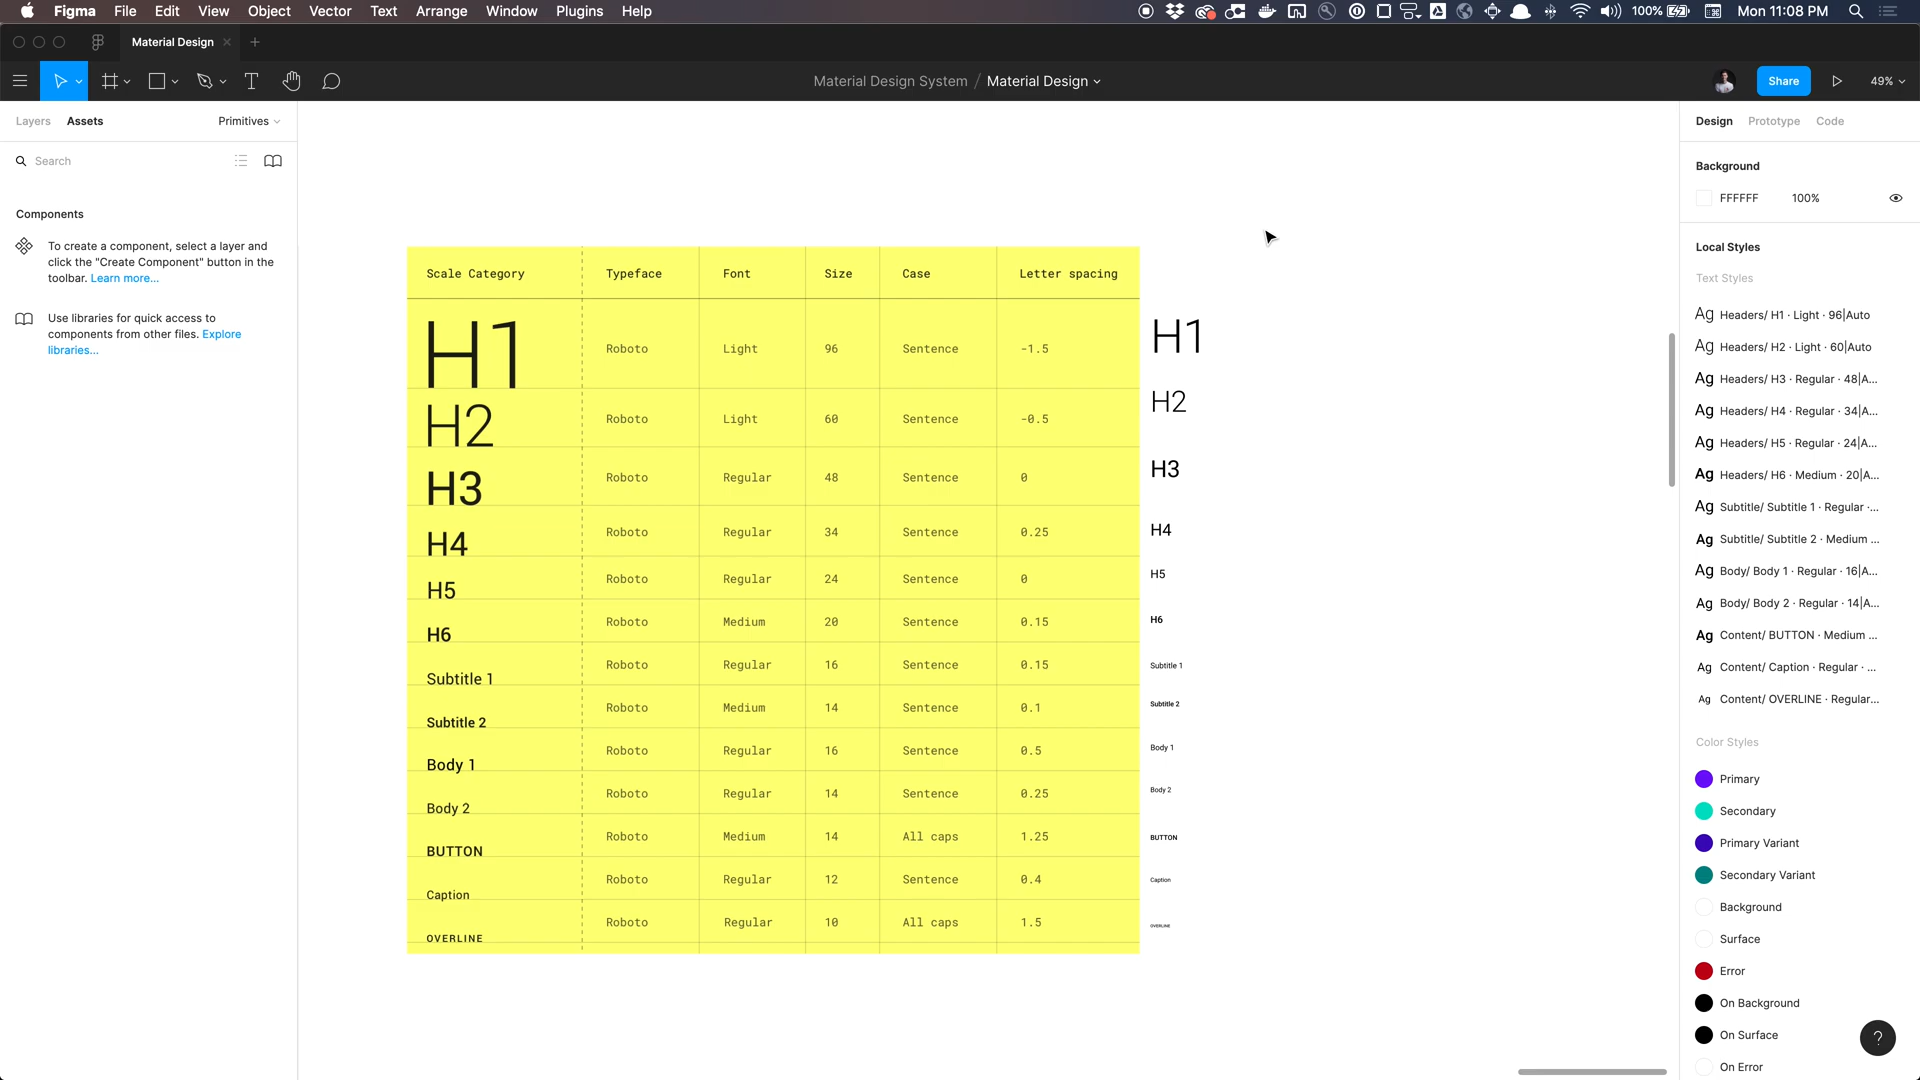 Figma File Edit View Object Vector Text Arrange Window Plugins Help 100% Mon 11:08 PM
Material Design
Material Design System / Material Design Share 49%
Layers Assets Primitives
Search
Components
To create a component, select a layer and
click the "Create Component" button in the
toolbar. Learn more...
Use libraries for quick access to
components from other files. Explore
libraries...
Scale Category Typeface Font Size Case Letter spacing
H1 Roboto Light 96 Sentence -1.5
H2 Roboto Light 60 Sentence -0.5
H3 Roboto Regular 48 Sentence 0
H4 Roboto Regular 34 Sentence 0.25
H5 Roboto Regular 24 Sentence 0
H6 Roboto Medium 20 Sentence 0.15
Subtitle 1 Roboto Regular 16 Sentence 0.15
Subtitle 2 Roboto Medium 14 Sentence 0.1
Body 1 Roboto Regular 16 Sentence 0.5
Body 2 Roboto Regular 14 Sentence 0.25
BUTTON Roboto Medium 14 All caps 1.25
Caption Roboto Regular 12 Sentence 0.4
OVERLINE Roboto Regular 10 All caps 1.5
H1
H2
H3
H4
H5
H6
Subtitle 1
Subtitle 2
Body 1
Body 2
BUTTON
Caption
OVERLINE
Design Prototype Code
Background
FFFFFF 100%
Local Styles
Text Styles
Ag Headers/ H1 · Light · 96|Auto
Ag Headers/ H2 · Light · 60|Auto
Ag Headers/ H3 · Regular · 48|A...
Ag Headers/ H4 · Regular · 34|A...
Ag Headers/ H5 · Regular · 24|A...
Ag Headers/ H6 · Medium · 20|A...
Ag Subtitle/ Subtitle 1 · Regular ·...
Ag Subtitle/ Subtitle 2 · Medium ...
Ag Body/ Body 1 · Regular · 16|A...
Ag Body/ Body 2 · Regular · 14|A...
Ag Content/ BUTTON · Medium ...
Ag Content/ Caption · Regular · ...
Ag Content/ OVERLINE · Regular...
Color Styles
Primary
Secondary
Primary Variant
Secondary Variant
Background
Surface
Error
On Background
On Surface
On Error
?